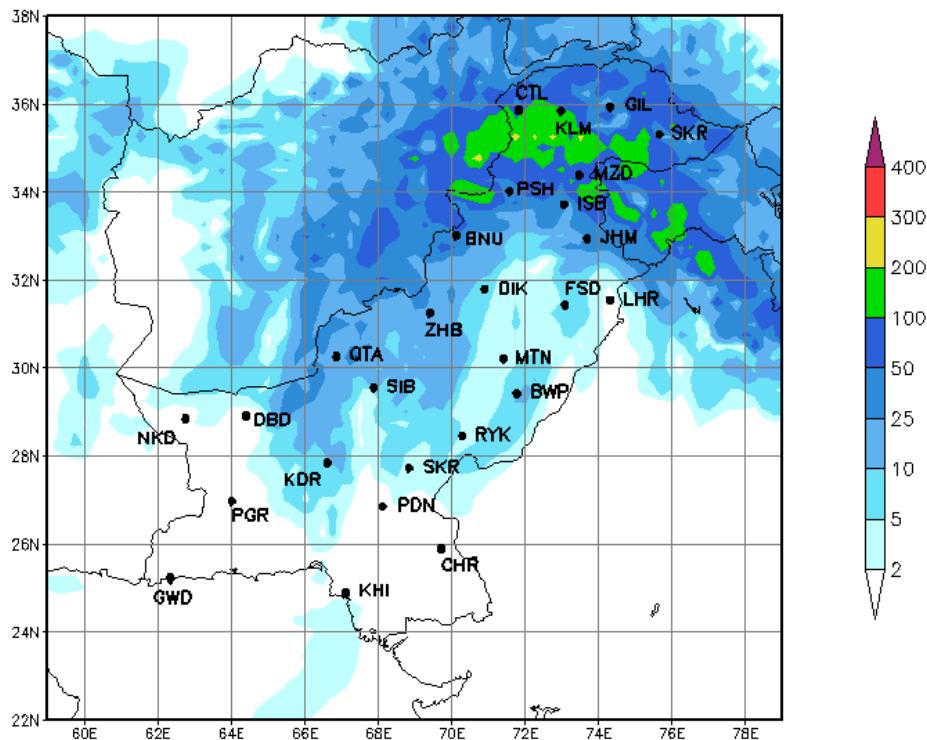 38N
36N
34N
32N
30N
28N
26N
24N
22N
CTL
GIL
KLM
SKR
MZD
PSH
ISB
BNU
JHM
DIK
FSD
LHR
ZHB
QTA
MTN
SIB
BWP
NKD
DBD
RYK
KDR
SKR
PGR
PDN
CHR
GWD
KHI
60E 62E 64E 66E 68E 70E 72E 74E 76E 78E
400
300
200
100
50
25
10
5
2